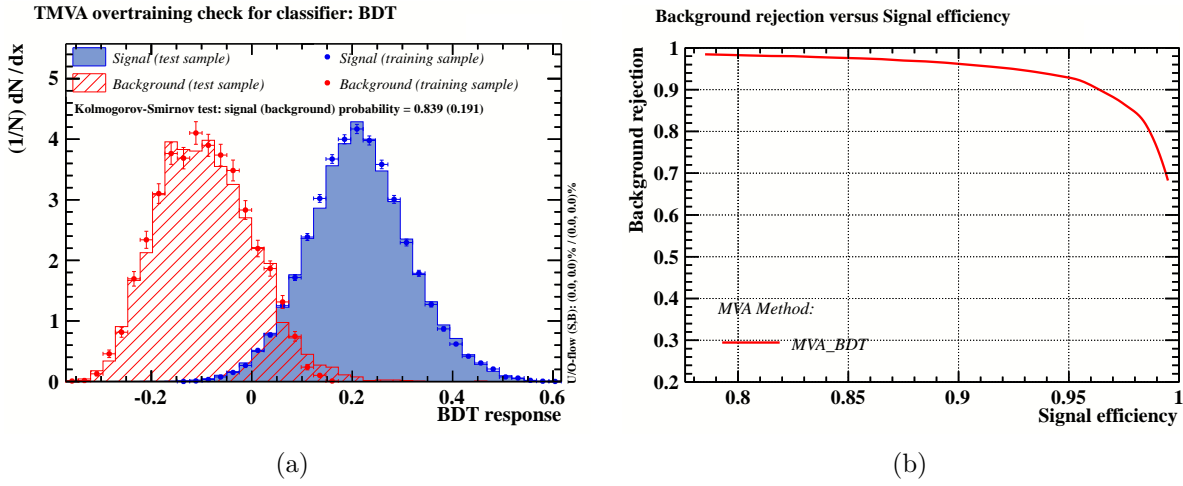 TMVA overtraining check for classifier: BDT
(1/N) dN / dx
Signal (test sample)
Signal (training sample)
Background (test sample)
Background (training sample)
Kolmogorov-Smirnov test: signal (background) probability = 0.839 (0.191)
5
4
3
2
1
0
-0.2
0
0.2
0.4
0.6
BDT response
U/O-flow (S,B): (0.0, 0.0)% / (0.0, 0.0)%
(a)
Background rejection versus Signal efficiency
Background rejection
1
0.9
0.8
0.7
0.6
0.5
0.4
0.3
0.2
MVA Method:
MVA_BDT
0.8
0.85
0.9
0.95
1
Signal efficiency
(b)